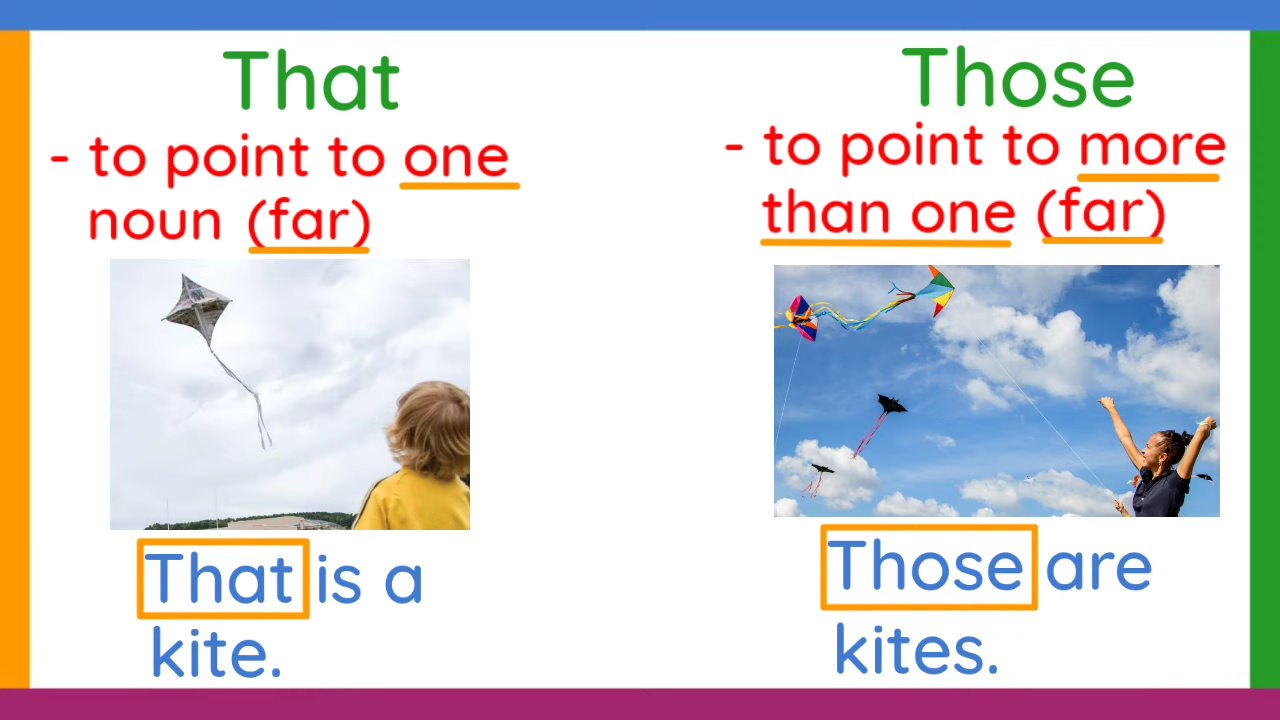 That
- to point to one
noun (far)
That is a
kite.
Those
- to point to more
than one (far)
Those are
kites.